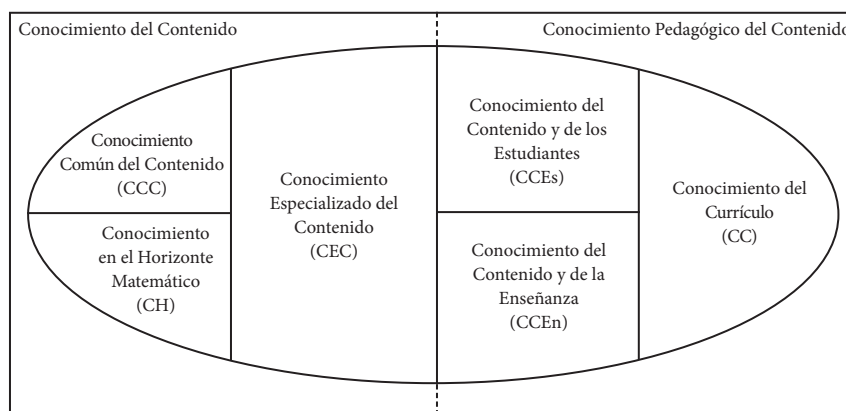 Conocimiento del Contenido
Conocimiento Pedagógico del Contenido
Conocimiento
Común del Contenido
(CCC)
Conocimiento
en el Horizonte
Matemático
(CH)
Conocimiento
Especializado del
Contenido
(CEC)
Conocimiento del
Contenido y de los
Estudiantes
(CCEs)
Conocimiento del
Contenido y de la
Enseñanza
(CCEn)
Conocimiento del
Currículo
(CC)